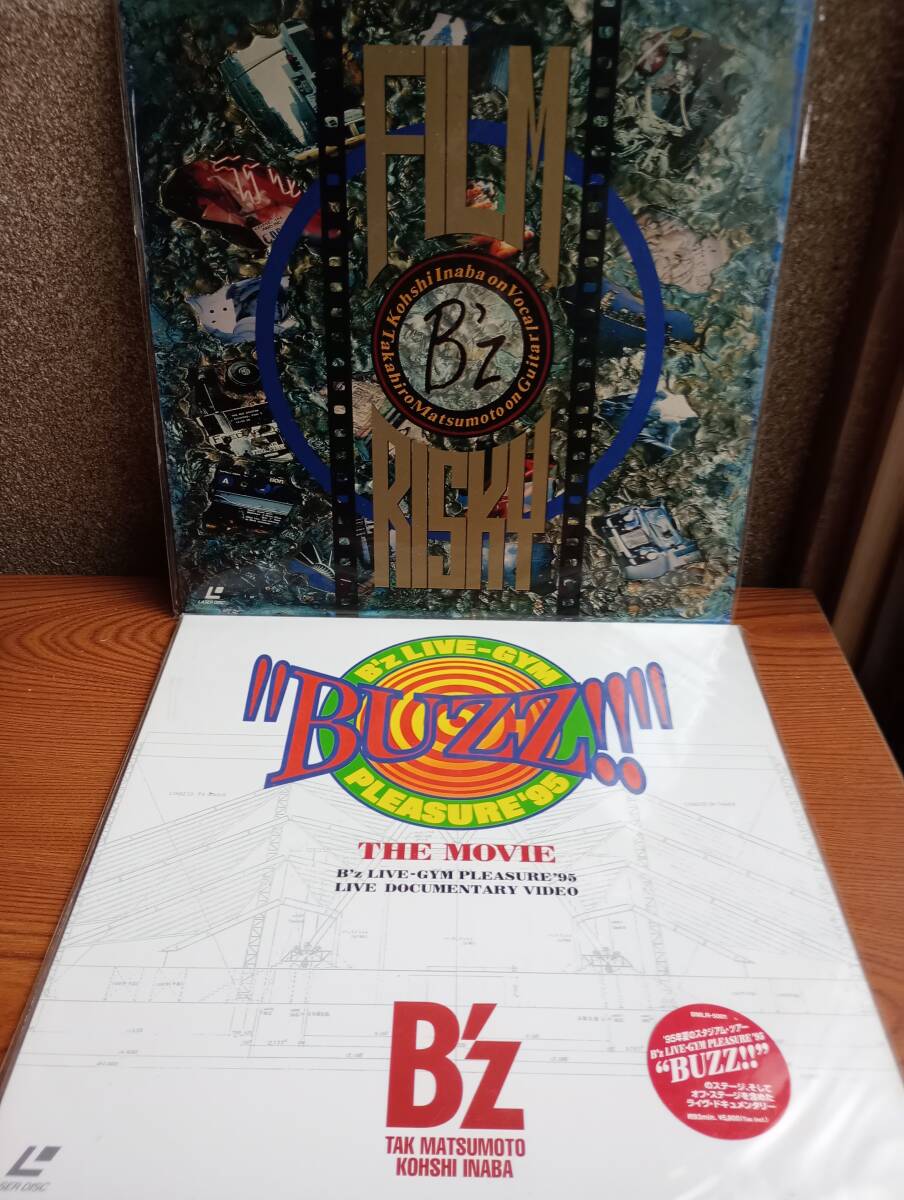 FILM
Kohshi Inaba on Vocal
B'z
Takahiro Matsumoto on Guitar
RISKY
LASER DISC
B'z LIVE-GYM
"BUZZ!!"
PLEASURE'95
THE MOVIE
B'z LIVE-GYM PLEASURE'95
LIVE DOCUMENTARY VIDEO
B'z
TAK MATSUMOTO
KOHSHI INABA
'95年夏のスタジアム・ツアー
B'z LIVE-GYM PLEASURE '95
"BUZZ!!"
のステージ、そして
オフ・ステージを含めた
ライヴ・ドキュメンタリー